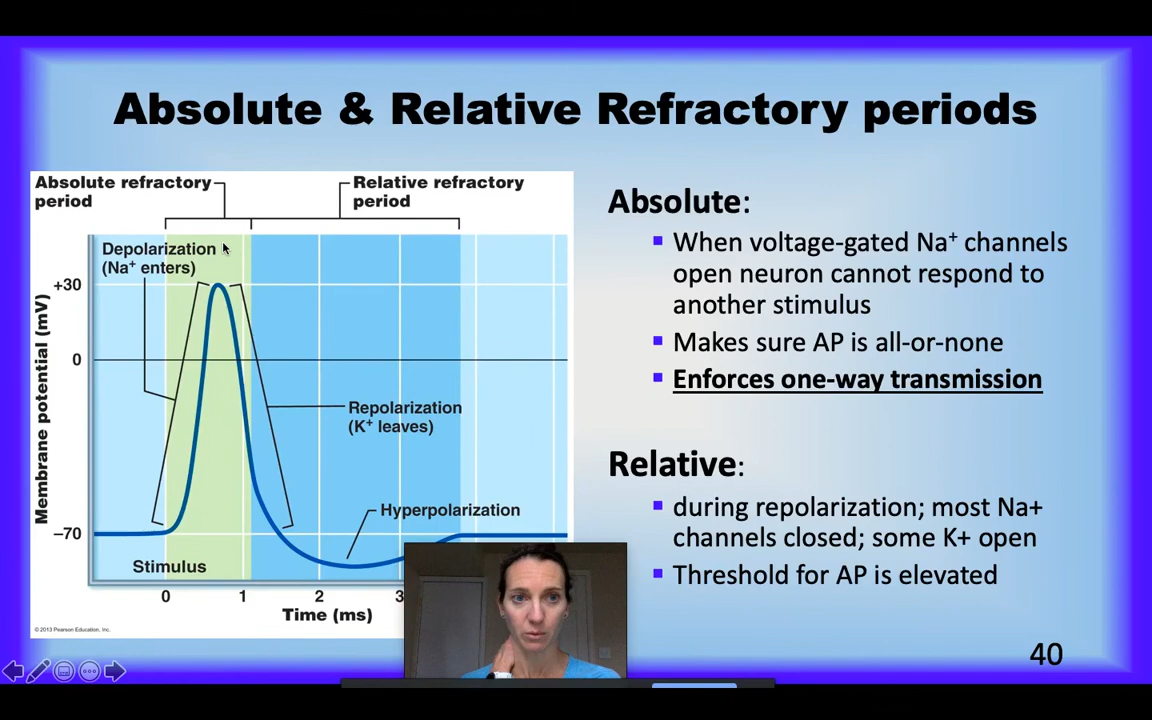 Absolute & Relative Refractory periods
Absolute refractory
period
Relative refractory
period
Depolarization
(Na⁺ enters)
+30
0
−70
Membrane potential (mV)
Repolarization
(K⁺ leaves)
Hyperpolarization
Stimulus
0 1 2 3
Time (ms)
© 2013 Pearson Education, Inc.
Absolute:
▪ When voltage-gated Na⁺ channels
open neuron cannot respond to
another stimulus
▪ Makes sure AP is all-or-none
▪ Enforces one-way transmission
Relative:
▪ during repolarization; most Na+
channels closed; some K+ open
▪ Threshold for AP is elevated
40